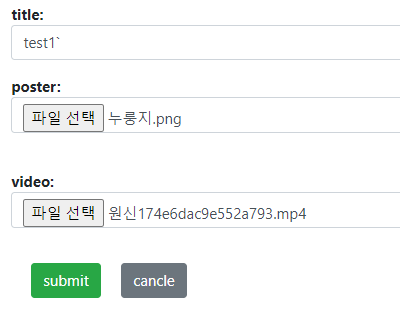 title:
test1`
poster:
파일 선택 누룽지.png
video:
파일 선택 원신174e6dac9e552a793.mp4
submit cancle